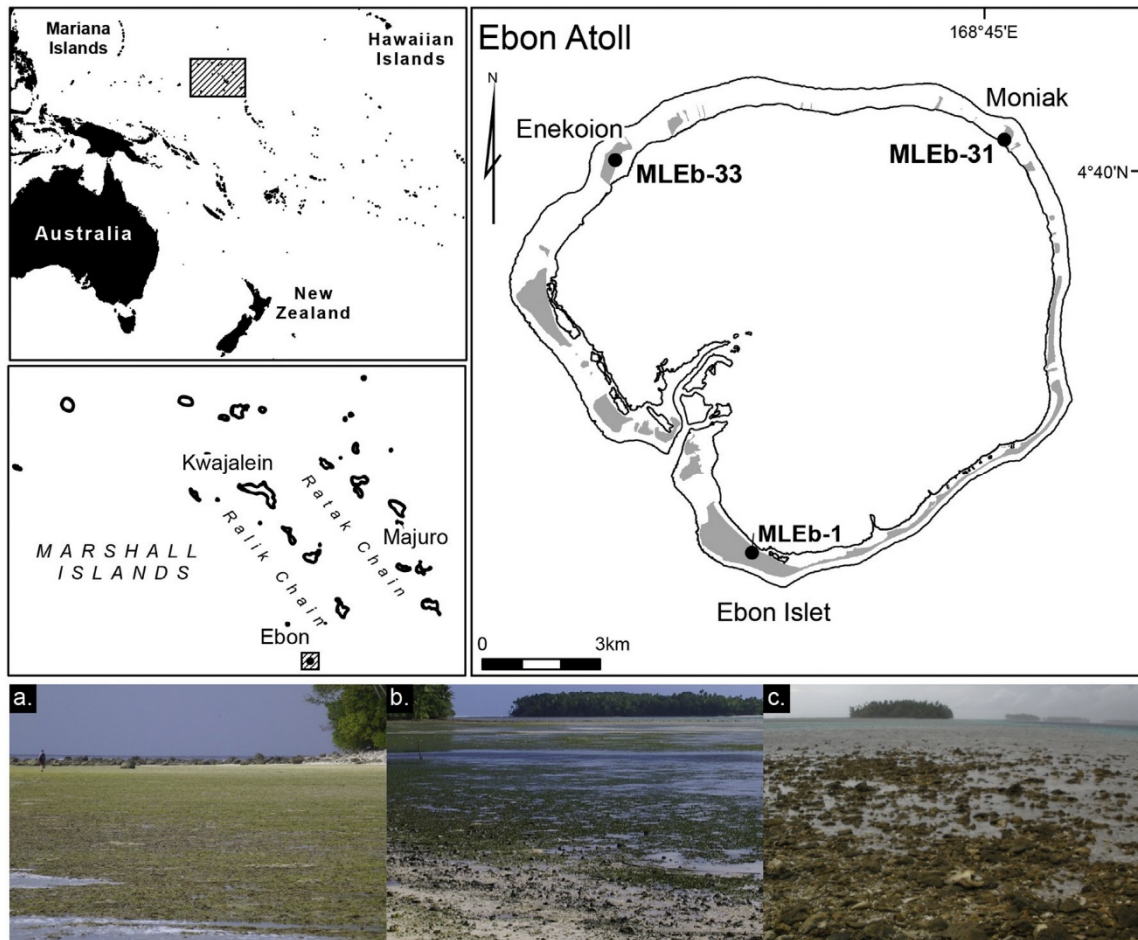 Mariana
Islands
Hawaiian
Islands
Australia
New
Zealand
Kwajalein
Ratak Chain
Ralik Chain
Majuro
MARSHALL
ISLANDS
Ebon
Ebon Atoll
168°45'E
N
Moniak
Enekoion
MLEb-31
MLEb-33
4°40'N
MLEb-1
Ebon Islet
0 3km
a.
b.
c.